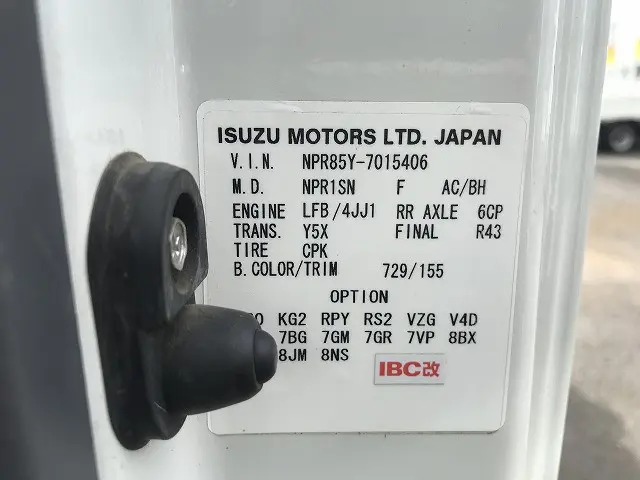 ISUZU MOTORS LTD. JAPAN
V.I.N. NPR85Y-7015406
M.D. NPR1SN F AC/BH
ENGINE LFB/4JJ1 RR AXLE 6CP
TRANS. Y5X FINAL R43
TIRE CPK
B.COLOR/TRIM 729/155
OPTION
KG2 RPY RS2 VZG V4D
7BG 7GM 7GR 7VP 8BX
8JM 8NS
IBC改